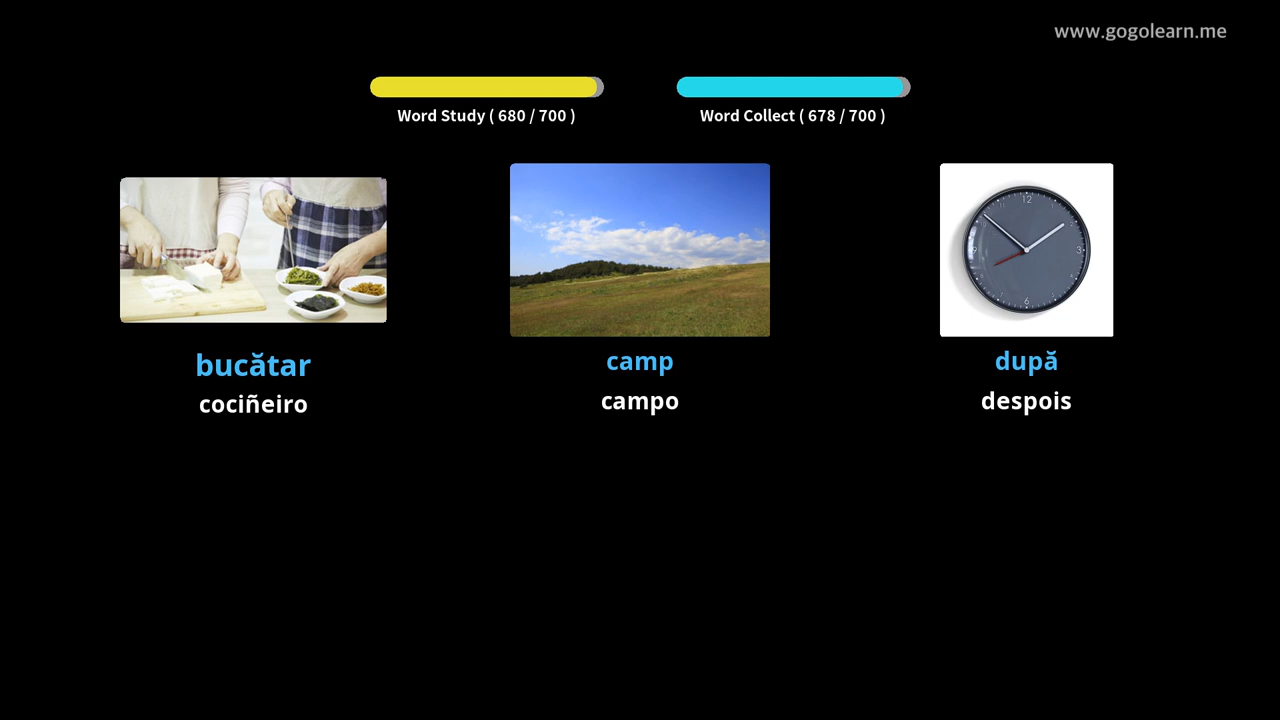 www.gogolearn.me
Word Study ( 680 / 700 )
Word Collect ( 678 / 700 )
bucătar
camp
după
cociñeiro
campo
despois